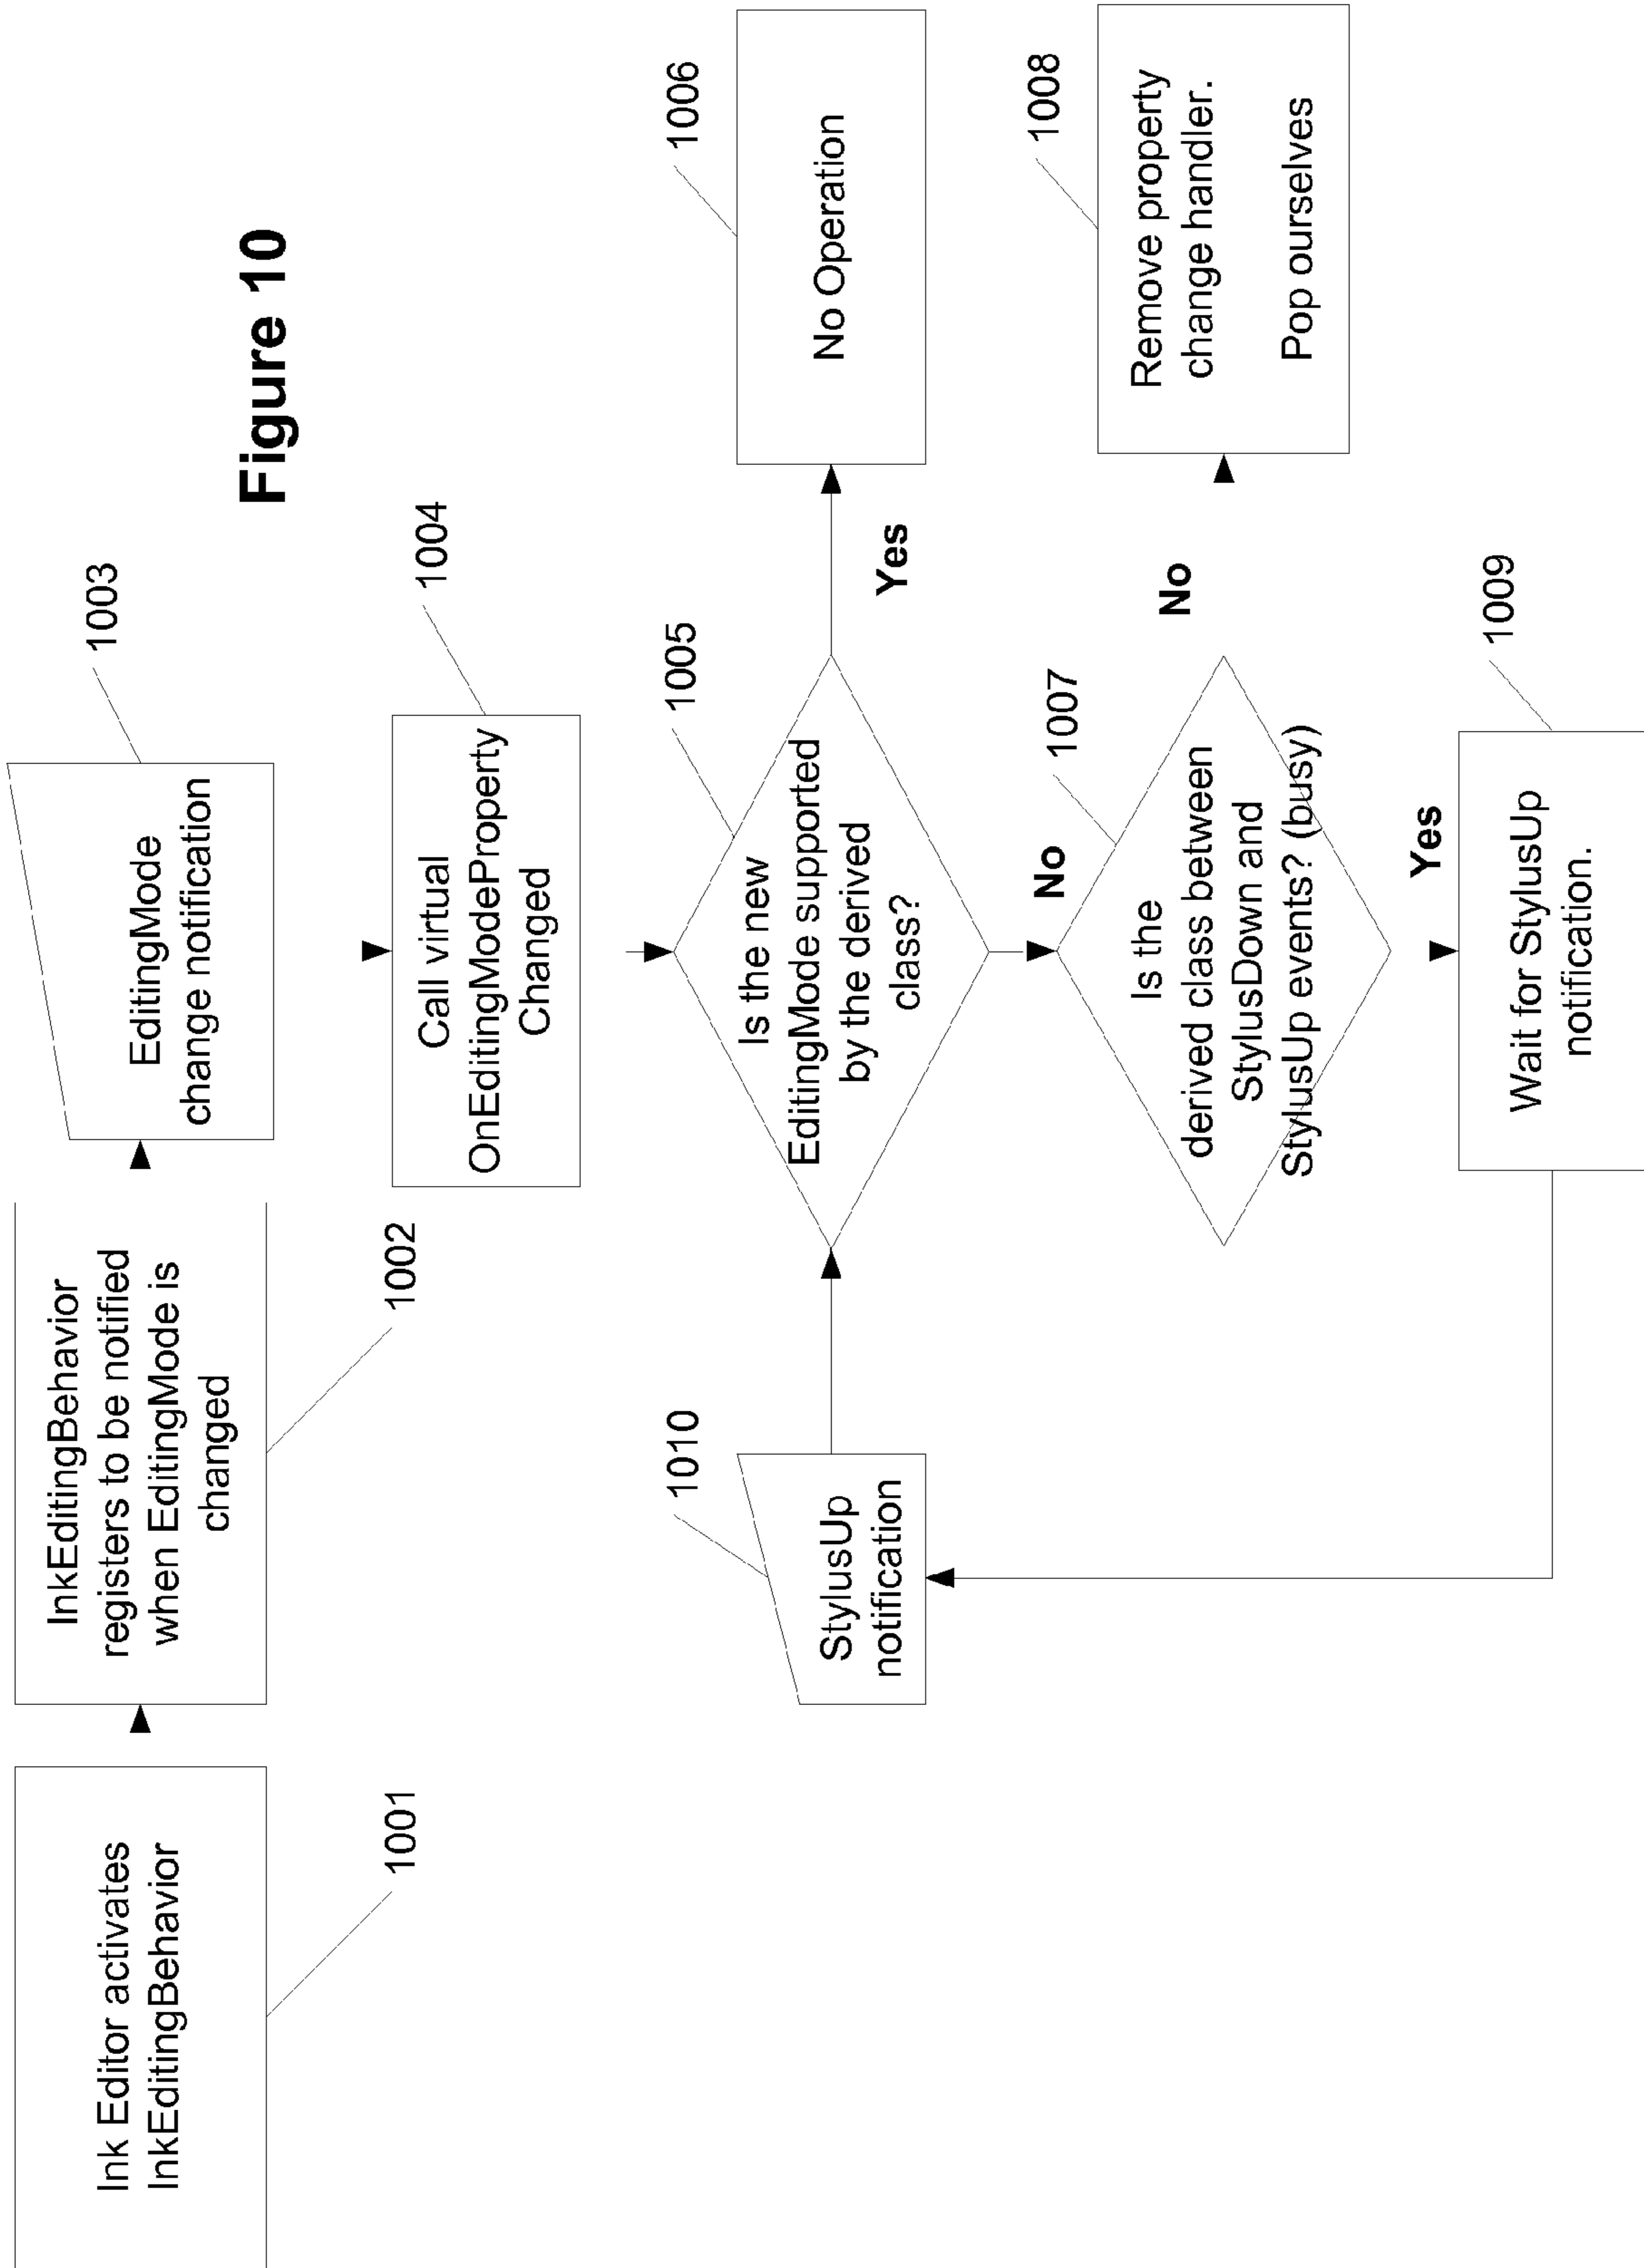 Figure 10
Ink Editor activates
InkEditingBehavior
1001
InkEditingBehavior
registers to be notified
when EditingMode is
changed
1002
EditingMode
change notification
1003
Call virtual
OnEditingModeProperty
Changed
1004
Is the new
EditingMode supported
by the derived
class?
1005
Yes
No Operation
1006
No
Is the
derived class between
StylusDown and
StylusUp events? (busy)
1007
No
Remove property
change handler.
Pop ourselves
1008
Yes
Wait for StylusUp
notification.
1009
StylusUp
notification
1010